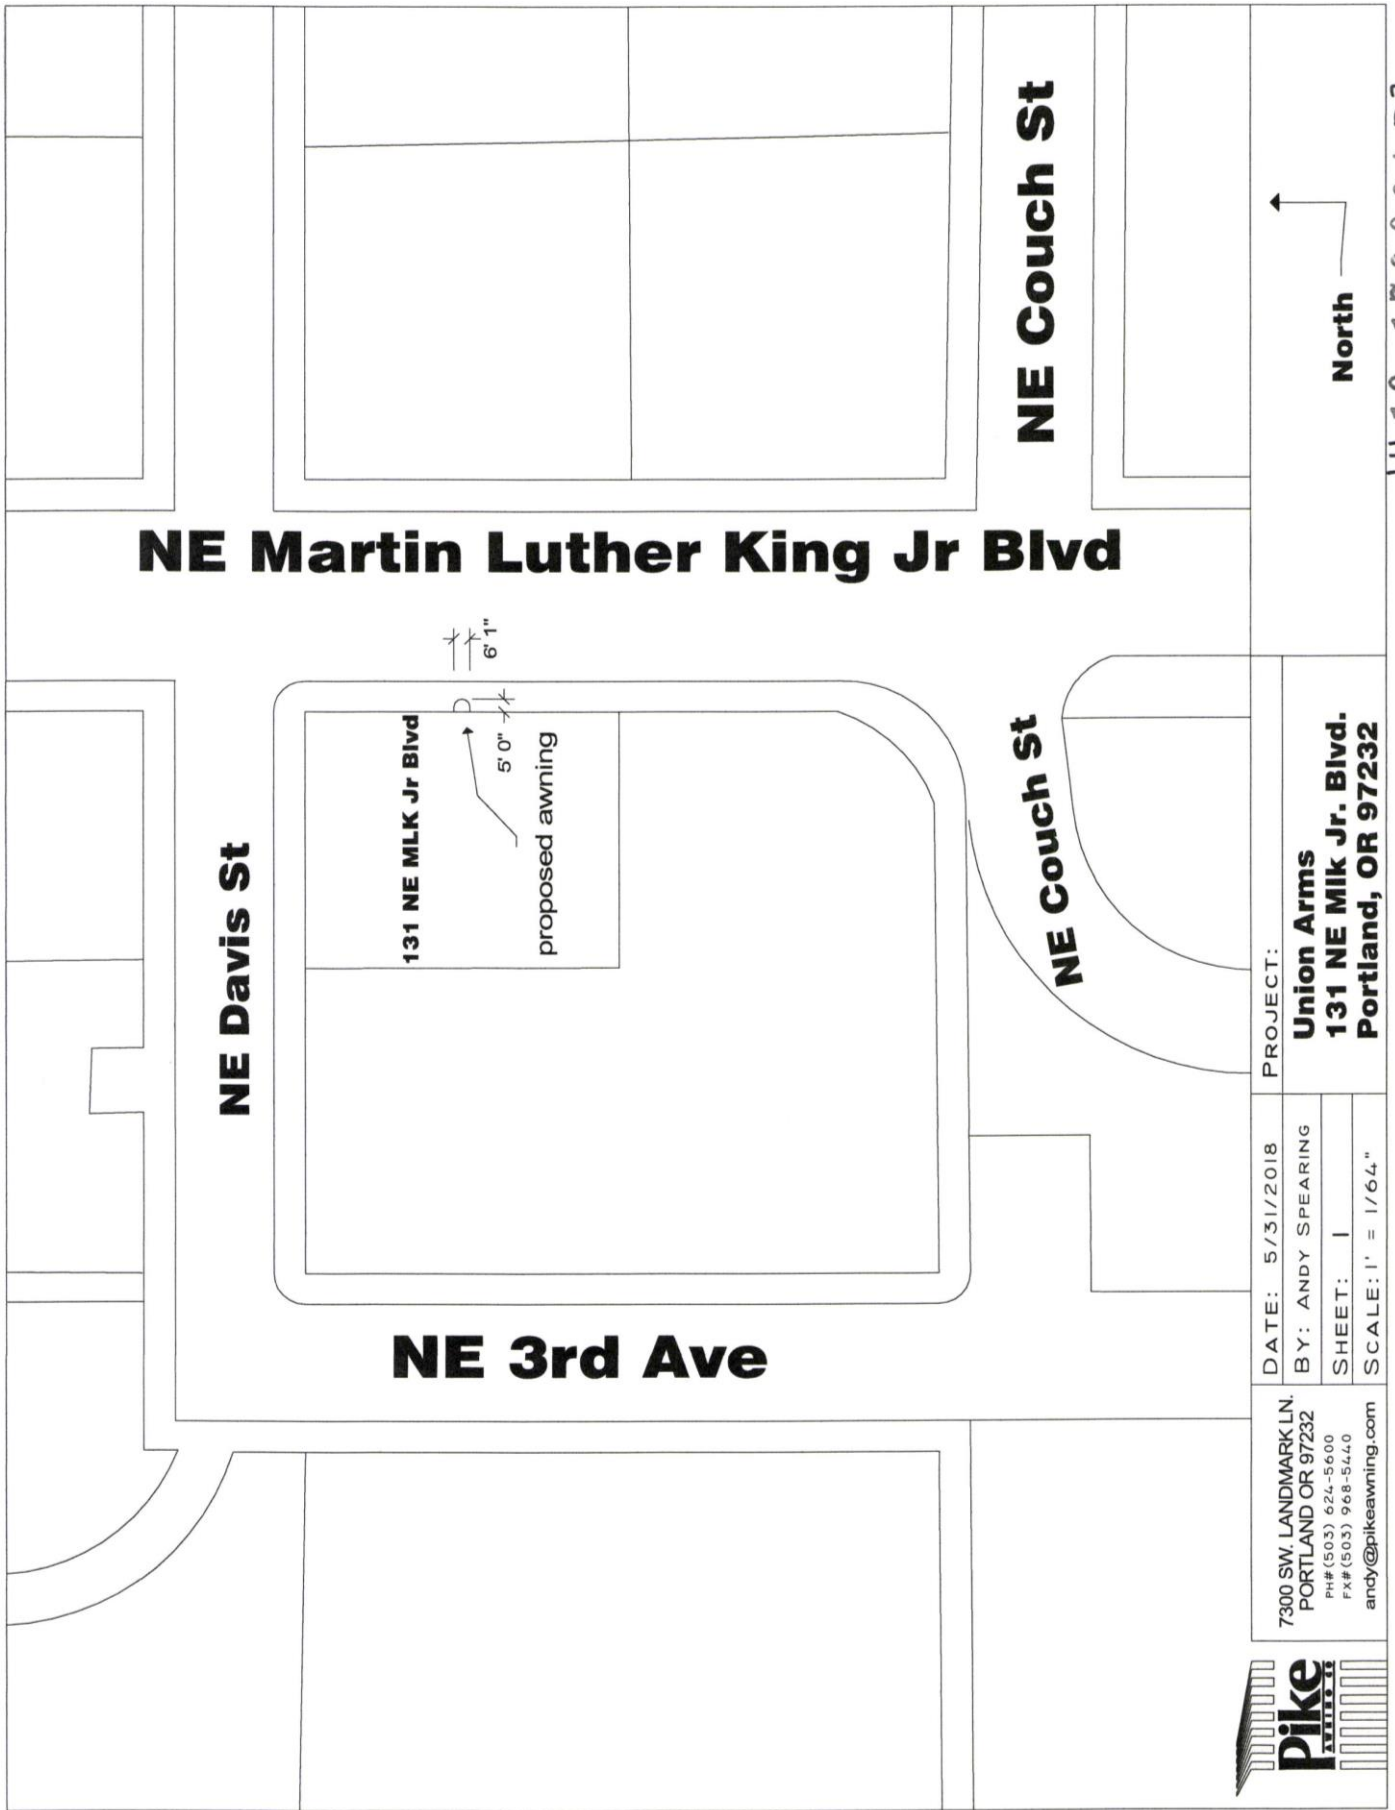 NE Davis St
131 NE MLK Jr Blvd
5' 0"
6' 1"
proposed awning
NE Martin Luther King Jr Blvd
NE 3rd Ave
NE Couch St
NE Couch St
North
Pike
AWNING CO
7300 SW. LANDMARK LN.
PORTLAND OR 97232
PH#(503) 624-5600
FX#(503) 968-5440
andy@pikeawning.com
DATE: 5/31/2018
BY: ANDY SPEARING
SHEET: 1
SCALE: 1' = 1/64"
PROJECT:
Union Arms
131 NE Mlk Jr. Blvd.
Portland, OR 97232